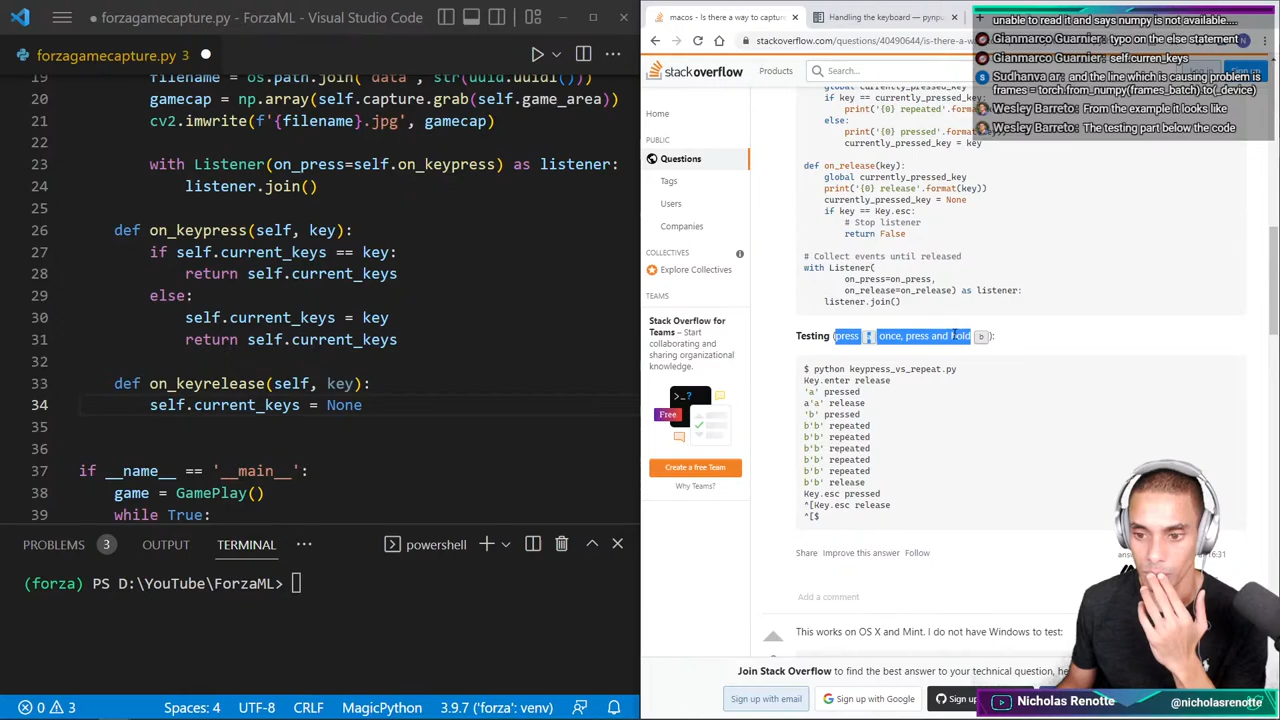 forzagamecapture.py - Forza - Visual Studio Code
forzagamecapture.py 3
19 filename = os.path.join('data', str(uuid.uuid1()))
20 gamecap = np.array(self.capture.grab(self.game_area))
21 cv2.imwrite(f'{filename}.jpg', gamecap)
22
23 with Listener(on_press=self.on_keypress) as listener:
24 listener.join()
25
26 def on_keypress(self, key):
27 if self.current_keys == key:
28 return self.current_keys
29 else:
30 self.current_keys = key
31 return self.current_keys
32
33 def on_keyrelease(self, key):
34 self.current_keys = None
35
36
37 if __name__ == '__main__':
38 game = GamePlay()
39 while True:
PROBLEMS 3 OUTPUT TERMINAL ··· powershell
(forza) PS D:\YouTube\ForzaML>
Spaces: 4 MagicPython 3.9.7 ('forza': venv)
macos - Is there a way to capture
Handling the keyboard — pynpu
stackoverflow.com/questions/40490644/is-there-a-w
stackoverflow Products Search... Sign up
Home
PUBLIC
Questions
Tags
Users
Companies
COLLECTIVES
Explore Collectives
TEAMS
Stack Overflow for
Teams – Start
collaborating and
sharing organizational
knowledge.
Free
Create a free Team
Why Teams?
global currently_pressed_key
if key == currently_pressed_key:
print('{0} repeated'.format
else:
print('{0} pressed'.format
currently_pressed_key = key
def on_release(key):
global currently_pressed_key
print('{0} release'.format(key))
currently_pressed_key = None
if key == Key.esc:
# Stop listener
return False
# Collect events until released
with Listener(
on_press=on_press,
on_release=on_release) as listener:
listener.join()
Testing (press a once, press and hold b ):
$ python keypress_vs_repeat.py
Key.enter release
'a' pressed
a'a' release
'b' pressed
b'b' repeated
b'b' repeated
b'b' repeated
b'b' repeated
b'b' repeated
b'b' release
Key.esc pressed
^[Key.esc release
^[$
Share Improve this answer Follow
16:31
Add a comment
This works on OS X and Mint. I do not have Windows to test:
Join Stack Overflow to find the best answer to your technical question, he
Sign up with email Sign up with Google Sign up
unable to read it and says numpy is not available....
Gianmarco Guarnier: typo on the else statement
Gianmarco Guarnier: self.curren_keys
Sudhanva ar: and the line which is causing problem is
frames = torch.from_numpy(frames_batch).to(_device)
Wesley Barreto: From the example it looks like
Wesley Barreto: The testing part below the code
Nicholas Renotte @nicholasrenotte